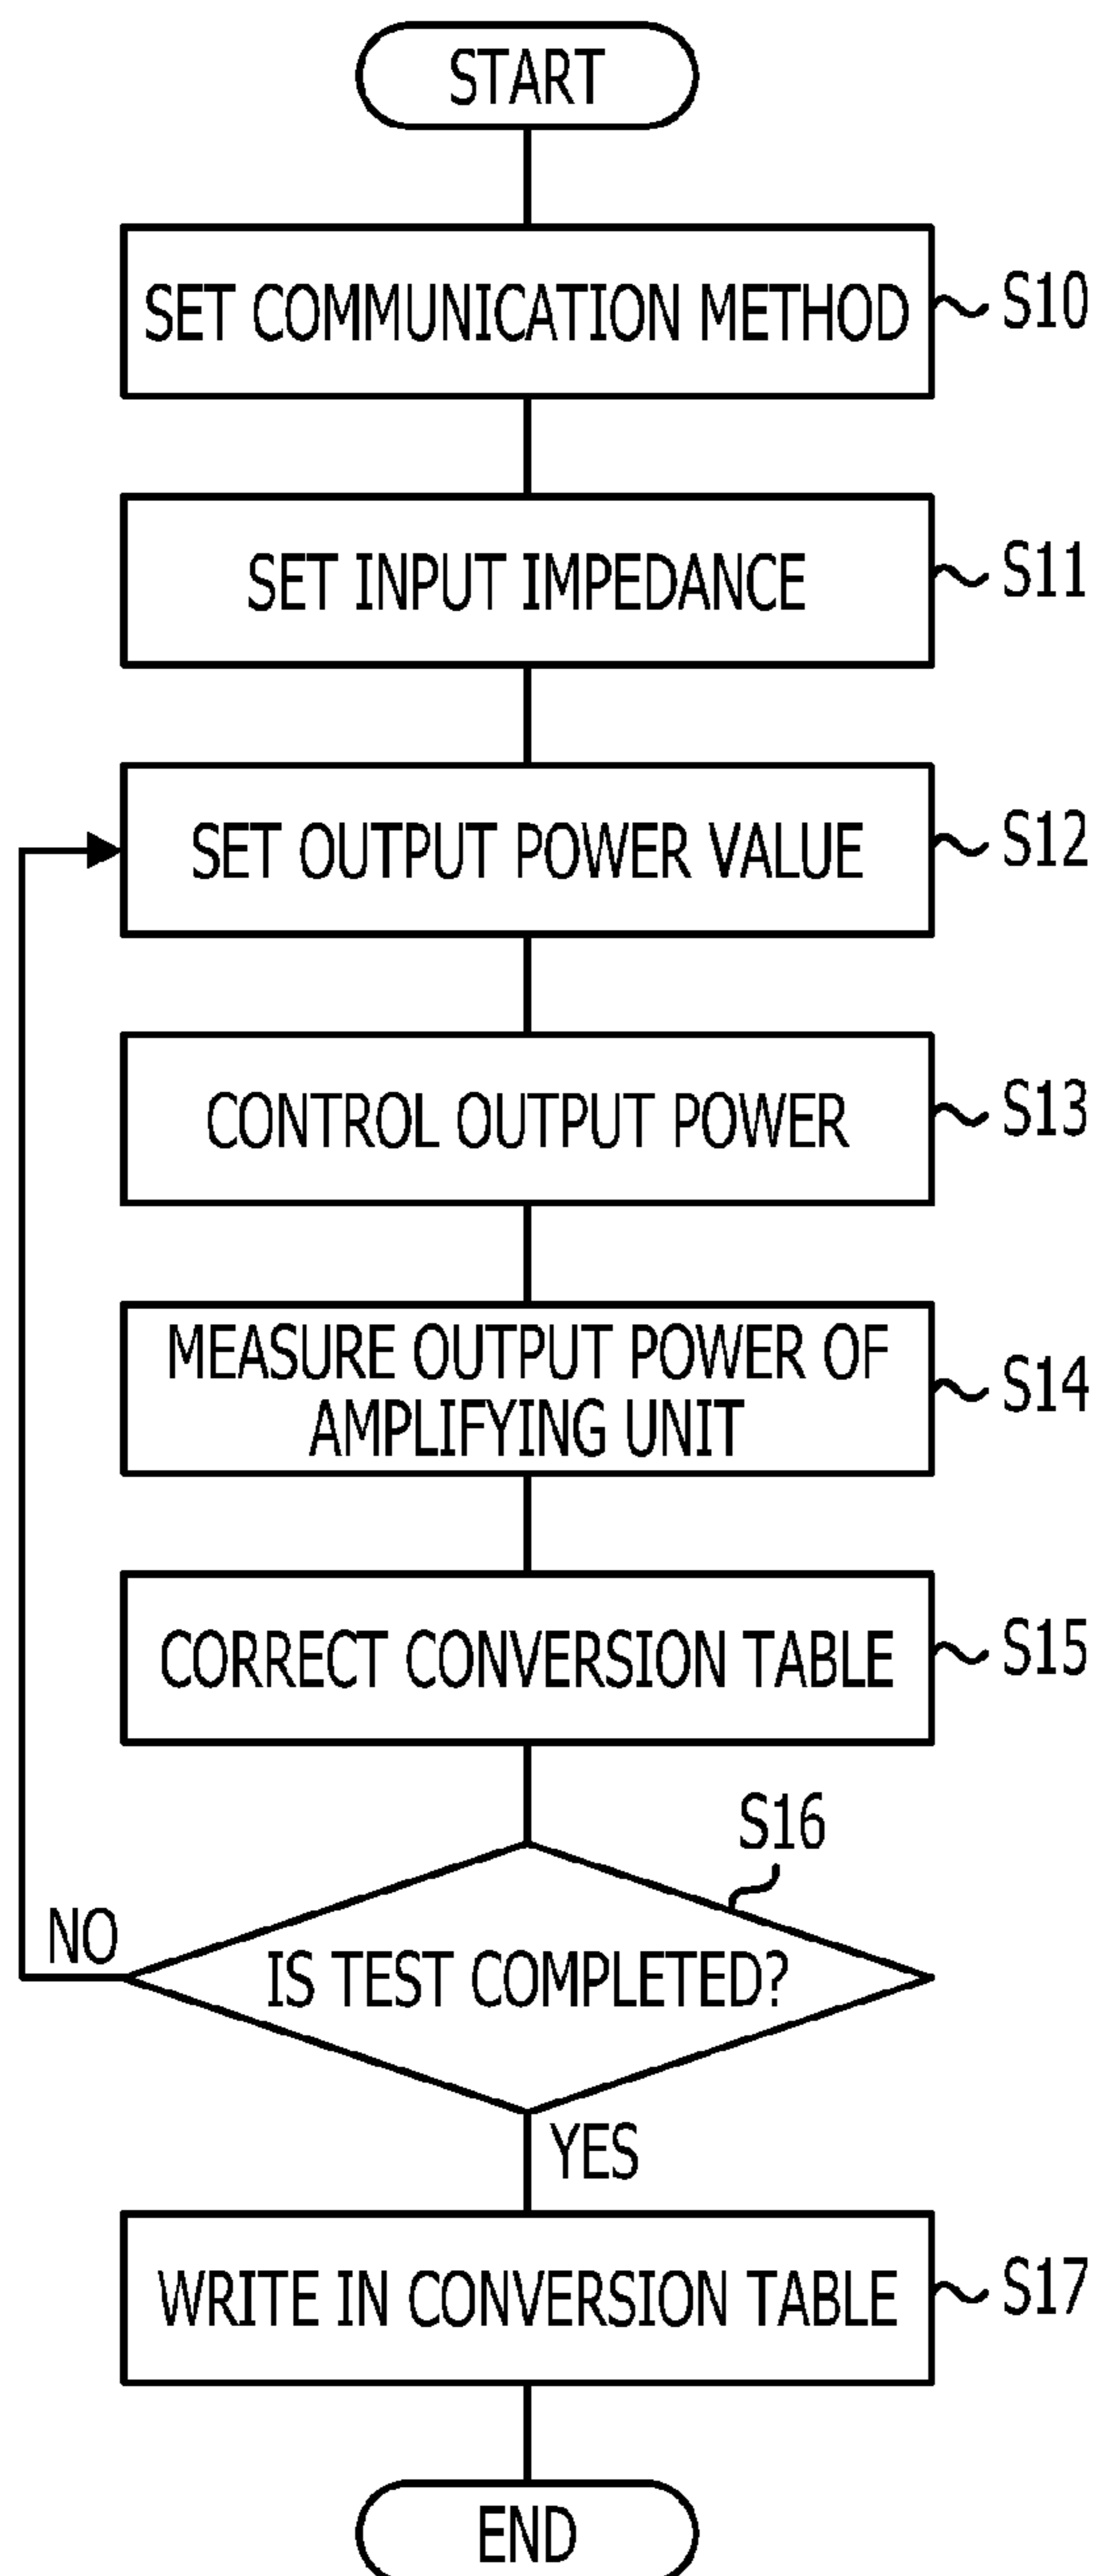 START
SET COMMUNICATION METHOD
S10
SET INPUT IMPEDANCE
S11
SET OUTPUT POWER VALUE
S12
CONTROL OUTPUT POWER
S13
MEASURE OUTPUT POWER OF
AMPLIFYING UNIT
S14
CORRECT CONVERSION TABLE
S15
S16
NO
IS TEST COMPLETED?
YES
WRITE IN CONVERSION TABLE
S17
END